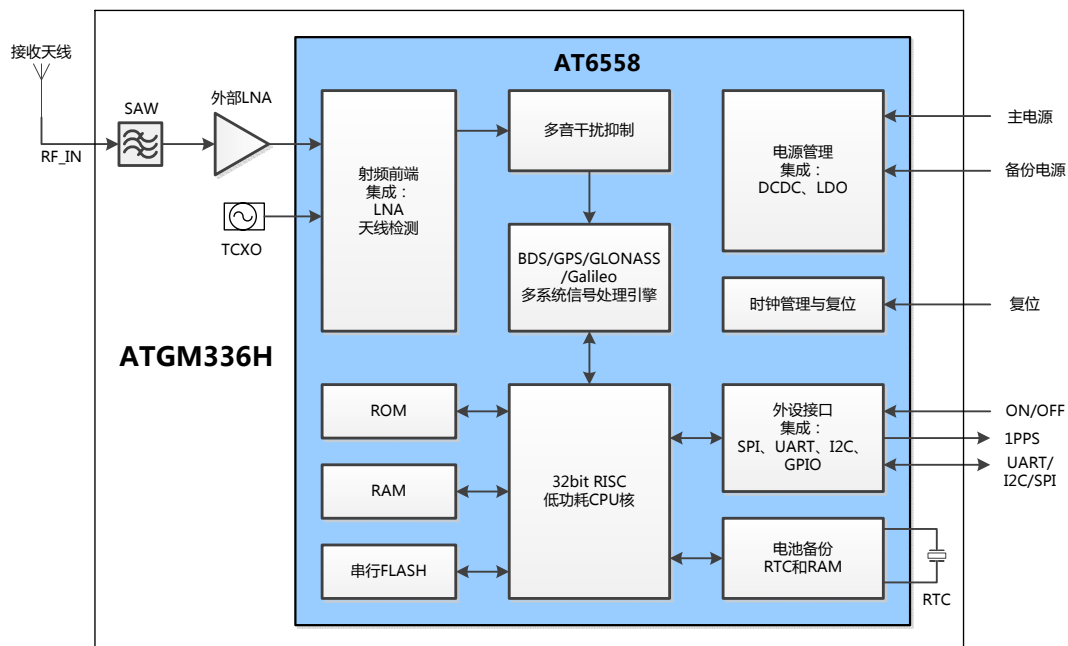 AT6558
接收天线
SAW
外部LNA
RF_IN
TCXO
射频前端
集成：
LNA
天线检测
多音干扰抑制
BDS/GPS/GLONASS
/Galileo
多系统信号处理引擎
电源管理
集成：
DCDC、LDO
主电源
备份电源
时钟管理与复位
复位
ATGM336H
ROM
RAM
串行FLASH
32bit RISC
低功耗CPU核
外设接口
集成：
SPI、UART、I2C、
GPIO
ON/OFF
1PPS
UART/
I2C/SPI
电池备份
RTC和RAM
RTC